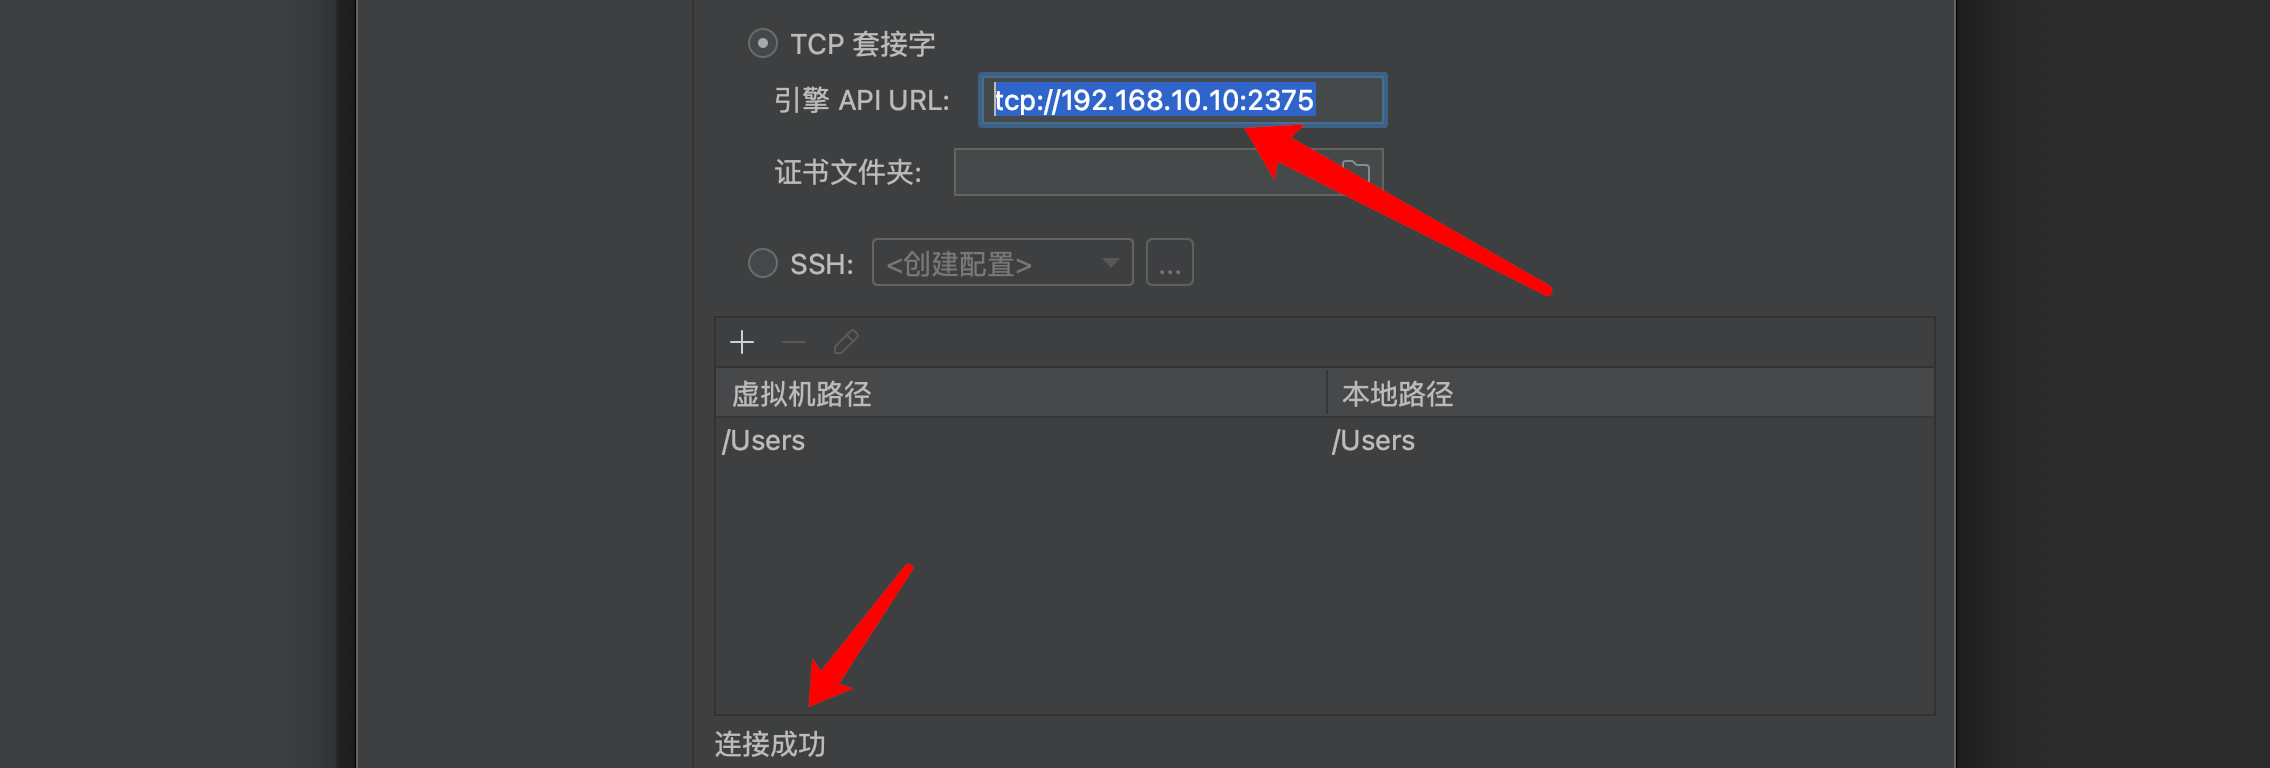 TCP 套接字
引擎 API URL: tcp://192.168.10.10:2375
证书文件夹:
SSH: <创建配置> ...
虚拟机路径 本地路径
/Users /Users
连接成功